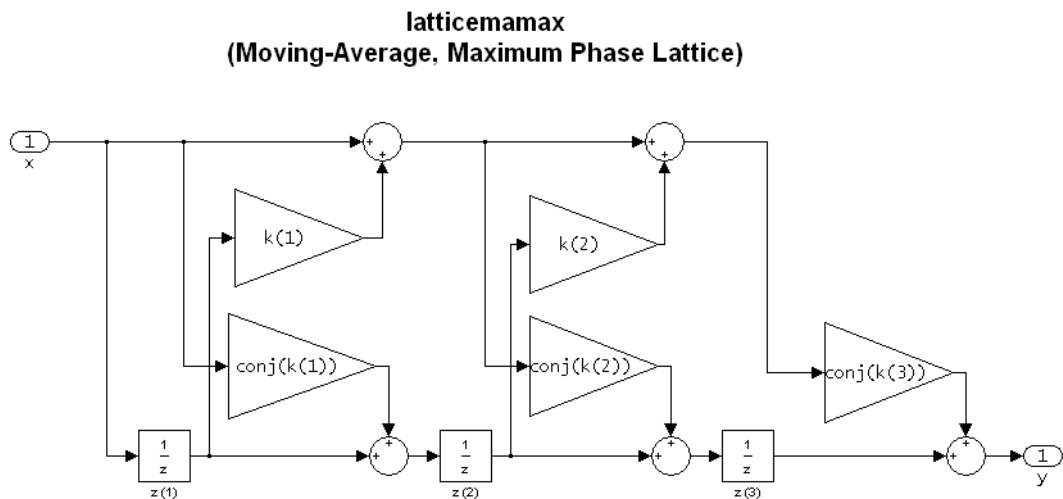 latticemamax
(Moving-Average, Maximum Phase Lattice)
1
x
+
+
+
+
k(1)
k(2)
conj(k(1))
conj(k(2))
conj(k(3))
1
z
z(1)
+
+
1
z
z(2)
+
+
1
z
z(3)
+
+
1
y